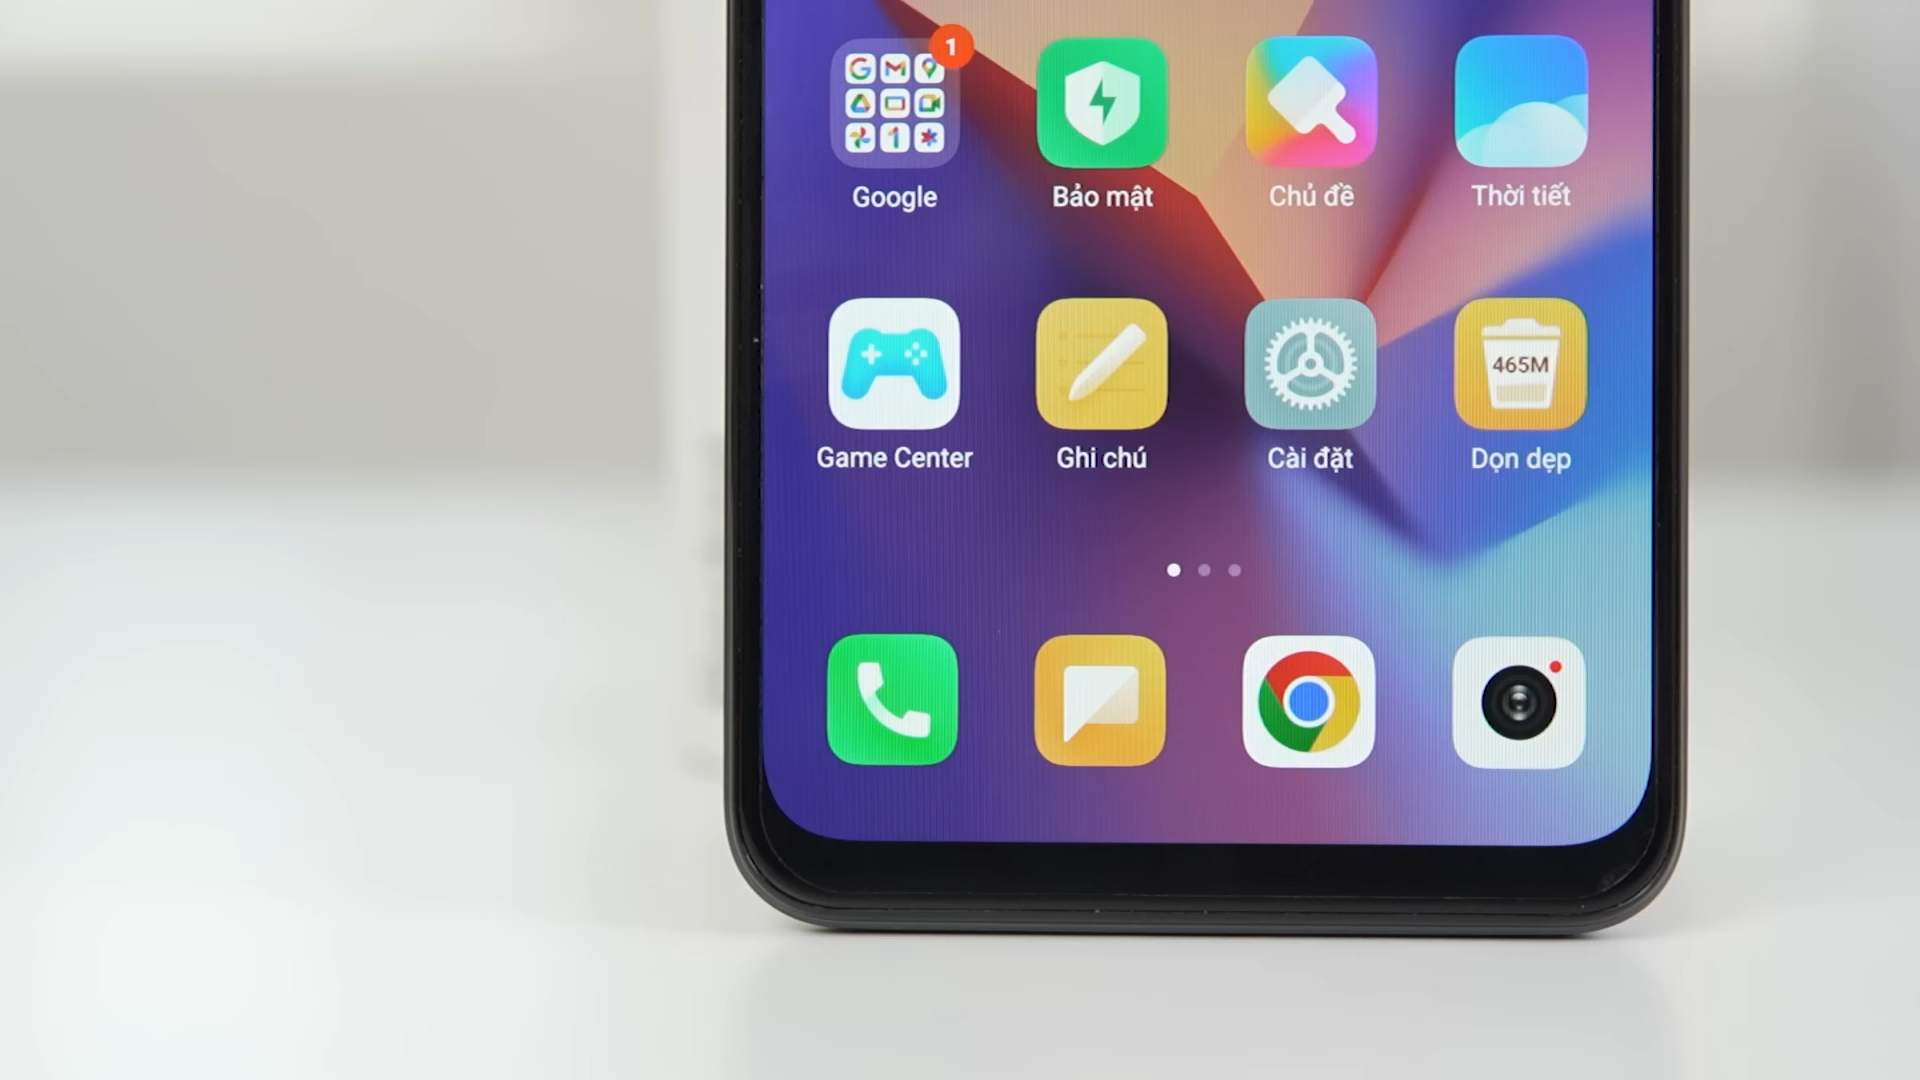 1
Google
Bảo mật
Chủ đề
Thời tiết
465M
Game Center
Ghi chú
Cài đặt
Dọn dẹp